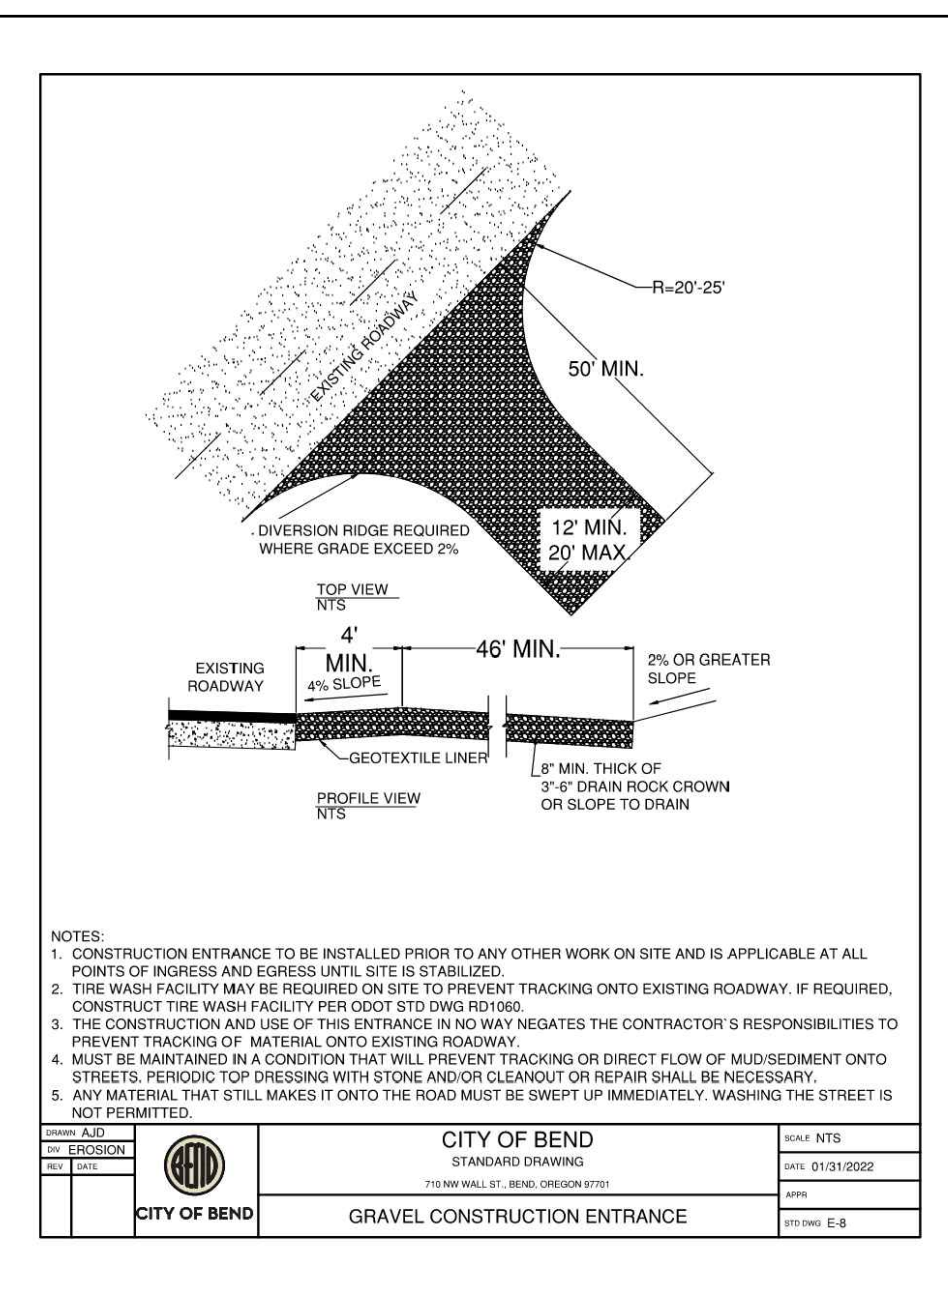 R=20'-25'
EXISTING ROADWAY
50' MIN.
12' MIN.
20' MAX.
DIVERSION RIDGE REQUIRED
WHERE GRADE EXCEED 2%
TOP VIEW
NTS
4'
MIN.
46' MIN.
EXISTING
ROADWAY
4% SLOPE
2% OR GREATER
SLOPE
GEOTEXTILE LINER
8" MIN. THICK OF
3"-6" DRAIN ROCK CROWN
OR SLOPE TO DRAIN
PROFILE VIEW
NTS
NOTES:
1. CONSTRUCTION ENTRANCE TO BE INSTALLED PRIOR TO ANY OTHER WORK ON SITE AND IS APPLICABLE AT ALL
POINTS OF INGRESS AND EGRESS UNTIL SITE IS STABILIZED.
2. TIRE WASH FACILITY MAY BE REQUIRED ON SITE TO PREVENT TRACKING ONTO EXISTING ROADWAY. IF REQUIRED,
CONSTRUCT TIRE WASH FACILITY PER ODOT STD DWG RD1060.
3. THE CONSTRUCTION AND USE OF THIS ENTRANCE IN NO WAY NEGATES THE CONTRACTOR`S RESPONSIBILITIES TO
PREVENT TRACKING OF MATERIAL ONTO EXISTING ROADWAY.
4. MUST BE MAINTAINED IN A CONDITION THAT WILL PREVENT TRACKING OR DIRECT FLOW OF MUD/SEDIMENT ONTO
STREETS. PERIODIC TOP DRESSING WITH STONE AND/OR CLEANOUT OR REPAIR SHALL BE NECESSARY.
5. ANY MATERIAL THAT STILL MAKES IT ONTO THE ROAD MUST BE SWEPT UP IMMEDIATELY. WASHING THE STREET IS
NOT PERMITTED.
DRAWN AJD
DIV EROSION
REV DATE
BEND
CITY OF BEND
CITY OF BEND
STANDARD DRAWING
710 NW WALL ST., BEND, OREGON 97701
GRAVEL CONSTRUCTION ENTRANCE
SCALE NTS
DATE 01/31/2022
APPR
STD DWG E-8